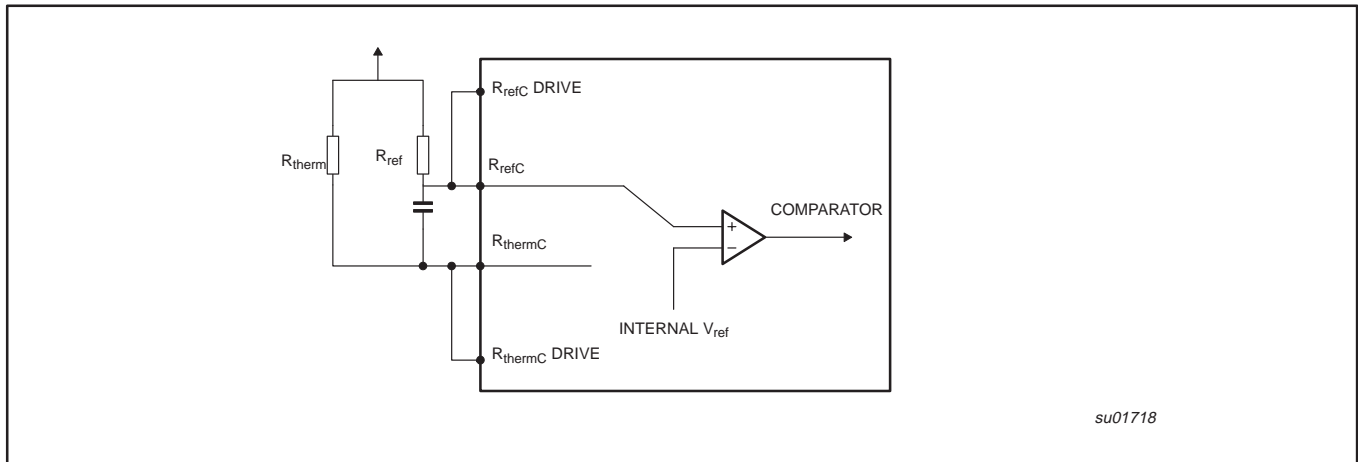 RrefC DRIVE
Rtherm
Rref
RrefC
COMPARATOR
+
−
RthermC
INTERNAL Vref
RthermC DRIVE
su01718